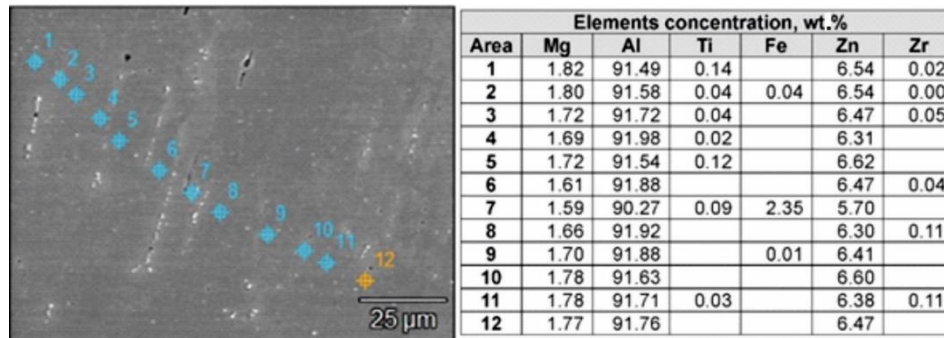 1
2
3
4
5
6
7
8
9
10
11
12
25 µm
Elements concentration, wt.%
Area Mg Al Ti Fe Zn Zr
1 1.82 91.49 0.14 6.54 0.02
2 1.80 91.58 0.04 0.04 6.54 0.00
3 1.72 91.72 0.04 6.47 0.05
4 1.69 91.98 0.02 6.31
5 1.72 91.54 0.12 6.62
6 1.61 91.88 6.47 0.04
7 1.59 90.27 0.09 2.35 5.70
8 1.66 91.92 6.30 0.11
9 1.70 91.88 0.01 6.41
10 1.78 91.63 6.60
11 1.78 91.71 0.03 6.38 0.11
12 1.77 91.76 6.47